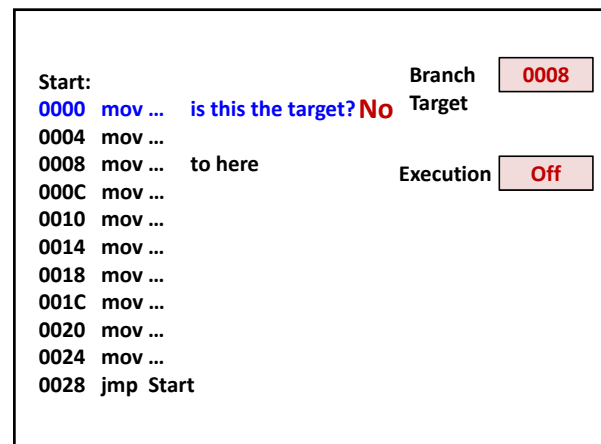 Start:
0000 mov ... is this the target? No
0004 mov ...
0008 mov ... to here
000C mov ...
0010 mov ...
0014 mov ...
0018 mov ...
001C mov ...
0020 mov ...
0024 mov ...
0028 jmp Start
Branch 0008
Target
Execution Off